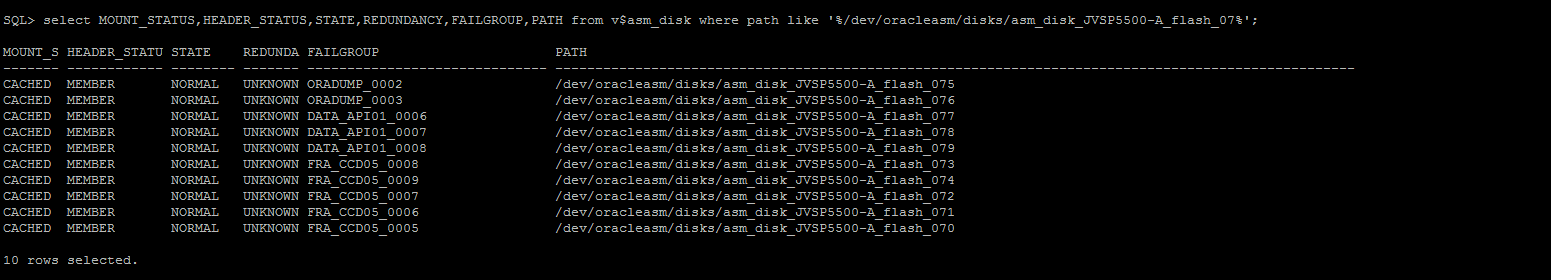 SQL> select MOUNT_STATUS,HEADER_STATUS,STATE,REDUNDANCY,FAILGROUP,PATH from v$asm_disk where path like '%/dev/oracleasm/disks/asm_disk_JVSP5500-A_flash_07%';
MOUNT_S HEADER_STATU STATE    REDUNDA FAILGROUP                      PATH
------- ------------ -------- ------- ------------------------------ ----------------------------------------------------------------------------------------------------
CACHED  MEMBER       NORMAL   UNKNOWN ORADUMP_0002                   /dev/oracleasm/disks/asm_disk_JVSP5500-A_flash_075
CACHED  MEMBER       NORMAL   UNKNOWN ORADUMP_0003                   /dev/oracleasm/disks/asm_disk_JVSP5500-A_flash_076
CACHED  MEMBER       NORMAL   UNKNOWN DATA_API01_0006                /dev/oracleasm/disks/asm_disk_JVSP5500-A_flash_077
CACHED  MEMBER       NORMAL   UNKNOWN DATA_API01_0007                /dev/oracleasm/disks/asm_disk_JVSP5500-A_flash_078
CACHED  MEMBER       NORMAL   UNKNOWN DATA_API01_0008                /dev/oracleasm/disks/asm_disk_JVSP5500-A_flash_079
CACHED  MEMBER       NORMAL   UNKNOWN FRA_CCD05_0008                 /dev/oracleasm/disks/asm_disk_JVSP5500-A_flash_073
CACHED  MEMBER       NORMAL   UNKNOWN FRA_CCD05_0009                 /dev/oracleasm/disks/asm_disk_JVSP5500-A_flash_074
CACHED  MEMBER       NORMAL   UNKNOWN FRA_CCD05_0007                 /dev/oracleasm/disks/asm_disk_JVSP5500-A_flash_072
CACHED  MEMBER       NORMAL   UNKNOWN FRA_CCD05_0006                 /dev/oracleasm/disks/asm_disk_JVSP5500-A_flash_071
CACHED  MEMBER       NORMAL   UNKNOWN FRA_CCD05_0005                 /dev/oracleasm/disks/asm_disk_JVSP5500-A_flash_070
10 rows selected.